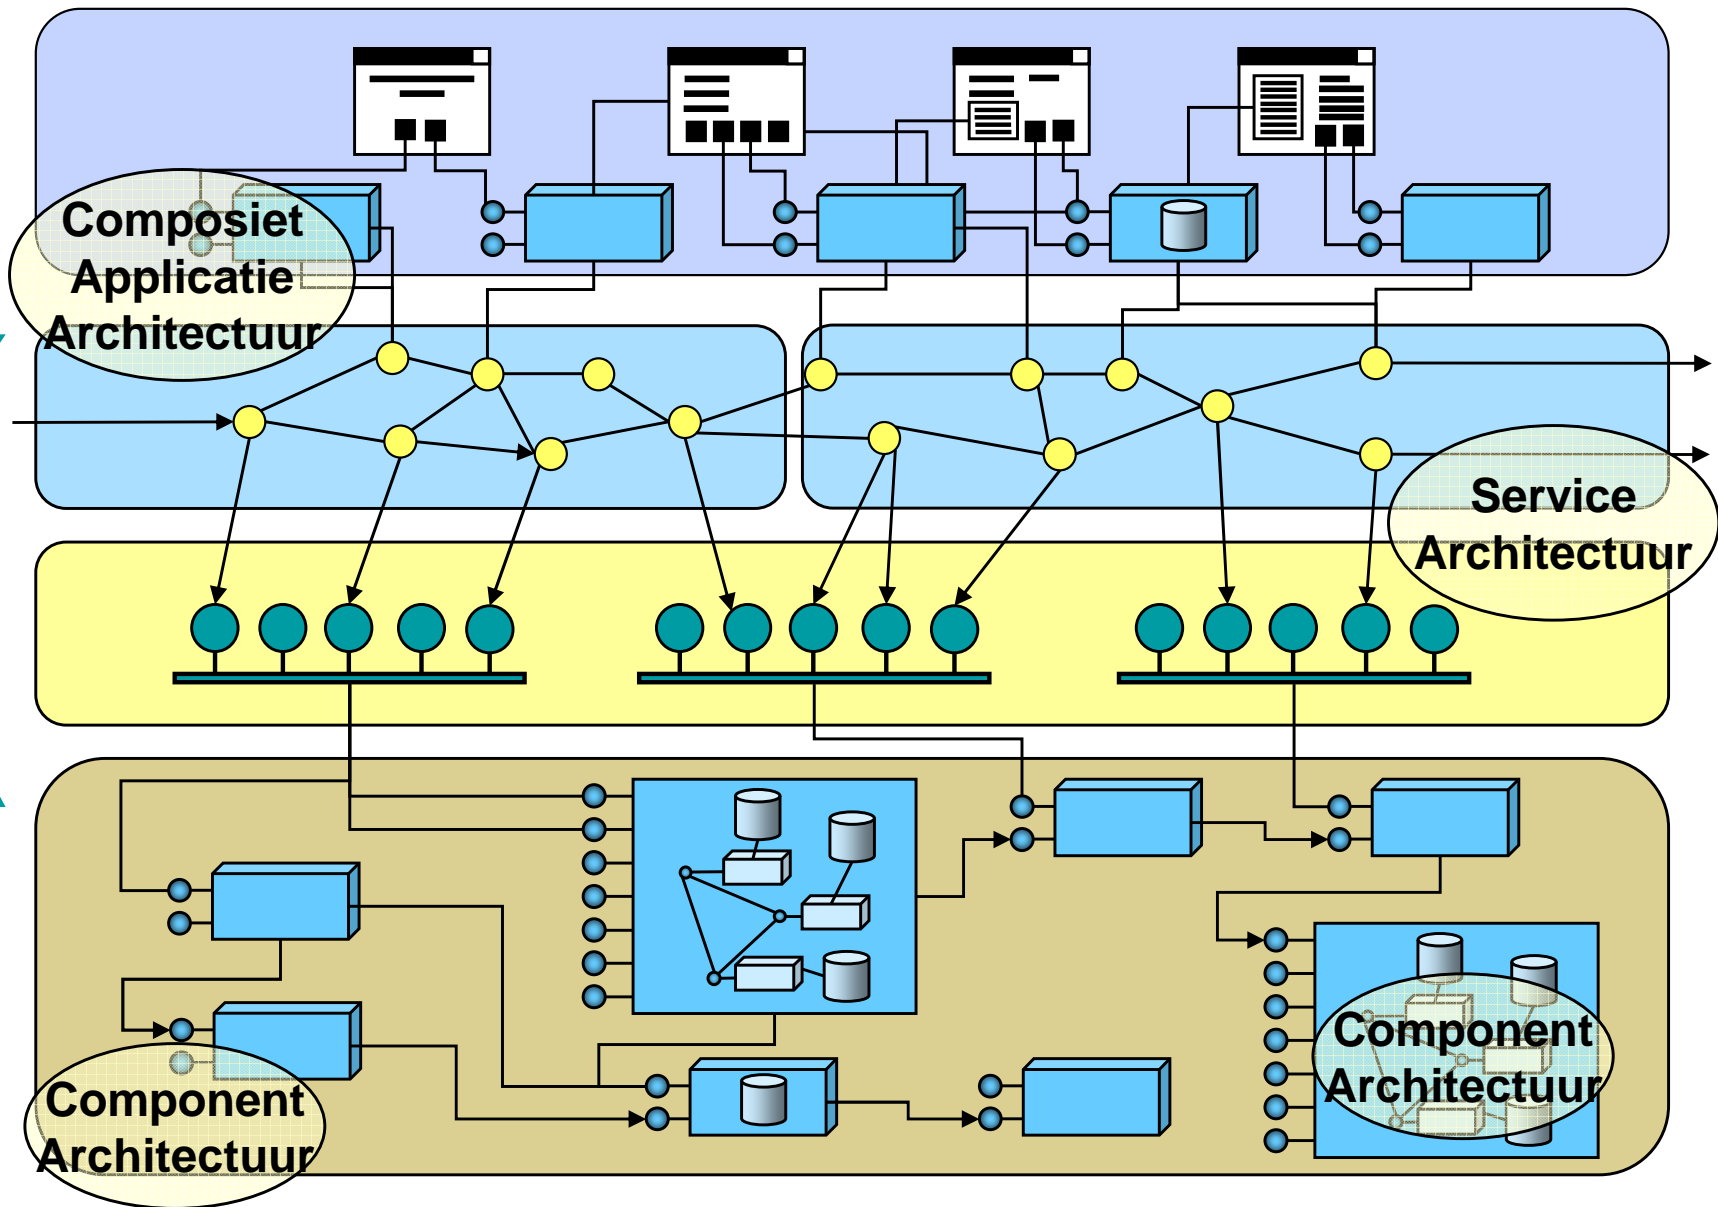 Composiet
Applicatie
Architectuur
Service
Architectuur
Component
Architectuur
Component
Architectuur